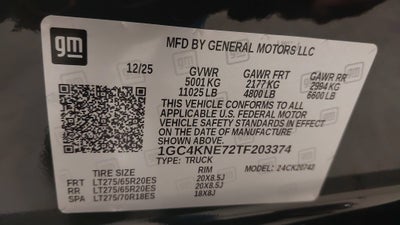 gm
MFD BY GENERAL MOTORS LLC
12/25 GVWR GAWR FRT GAWR RR
5001 KG 2177 KG 2994 KG
11025 LB 4800 LB 6600 LB
THIS VEHICLE CONFORMS TO ALL
APPLICABLE U.S. FEDERAL MOTOR
VEHICLE SAFETY STANDARDS IN EFFECT
ON THE DATE OF MANUFACTURE
SHOWN ABOVE.
1GC4KNE72TF203374
TYPE: TRUCK MODEL: 24CK20743
TIRE SIZE RIM
FRT LT275/65R20ES 20X8.5J
RR LT275/65R20ES 20X8.5J
SPA LT275/70R18ES 18X8J